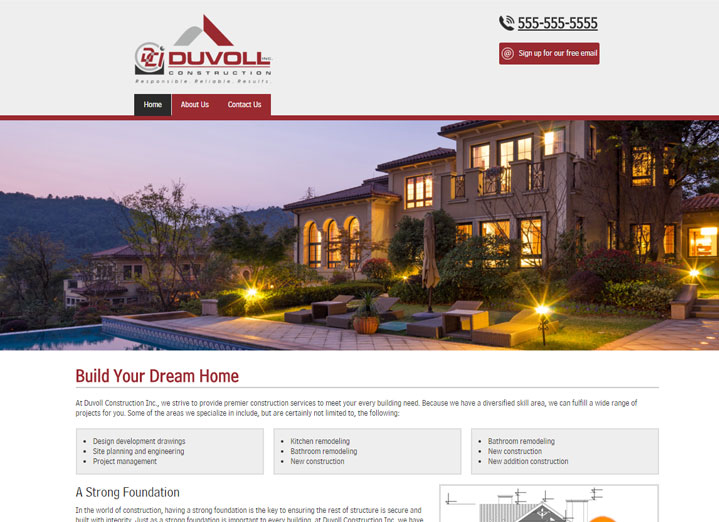 555-555-5555
Sign up for our free email
DCi DUVOLL INC.
CONSTRUCTION
Responsible. Reliable. Results.
Home About Us Contact Us
Build Your Dream Home
At Duvoll Construction Inc., we strive to provide premier construction services to meet your every building need. Because we have a diversified skill area, we can fulfill a wide range of
projects for you. Some of the areas we specialize in include, but are certainly not limited to, the following:
Design development drawings
Site planning and engineering
Project management
Kitchen remodeling
Bathroom remodeling
New construction
Bathroom remodeling
New construction
New addition construction
A Strong Foundation
In the world of construction, having a strong foundation is the key to ensuring the rest of structure is secure and
built with integrity. Just as a strong foundation is important to every building, at Duvoll Construction Inc. we have